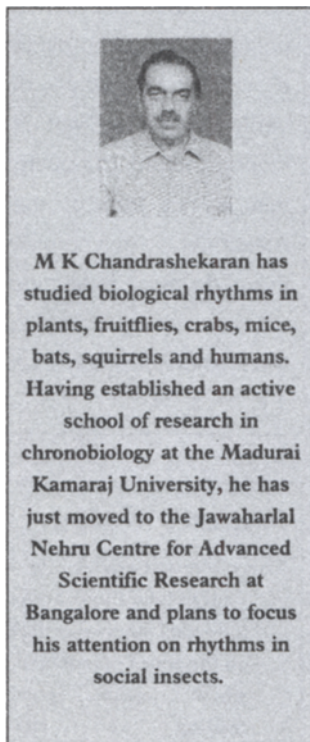 M K Chandrashekaran has
studied biological rhythms in
plants, fruitflies, crabs, mice,
bats, squirrels and humans.
Having established an active
school of research in
chronobiology at the Madurai
Kamaraj University, he has
just moved to the Jawaharlal
Nehru Centre for Advanced
Scientific Research at
Bangalore and plans to focus
his attention on rhythms in
social insects.